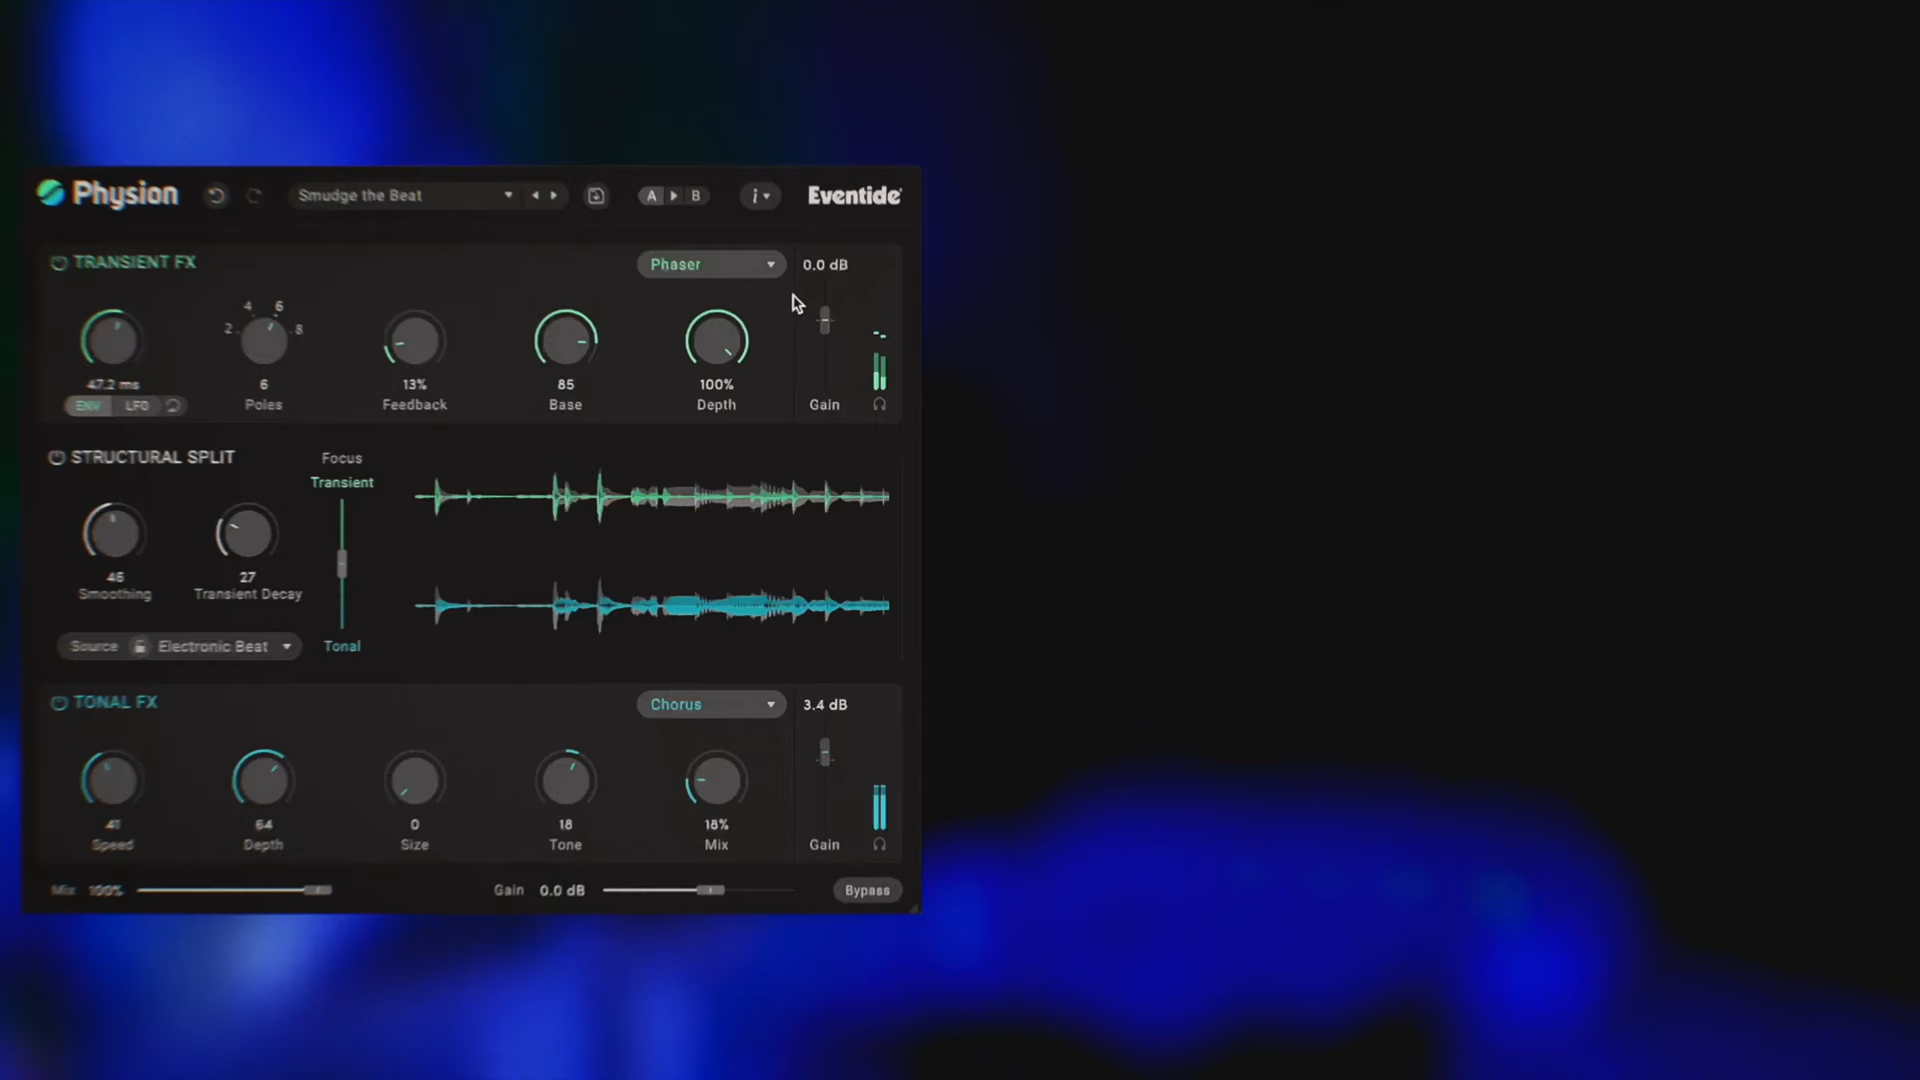 Physion
Smudge the Beat
A B
i
Eventide
TRANSIENT FX
Phaser
0.0 dB
2 4 6 8
47.2 ms
6
13%
85
100%
ENV LFO
Poles
Feedback
Base
Depth
Gain
STRUCTURAL SPLIT
Focus
Transient
46
27
Smoothing
Transient Decay
Source Electronic Beat
Tonal
TONAL FX
Chorus
3.4 dB
41
64
0
18
18%
Speed
Depth
Size
Tone
Mix
Gain
Mix 100%
Gain 0.0 dB
Bypass